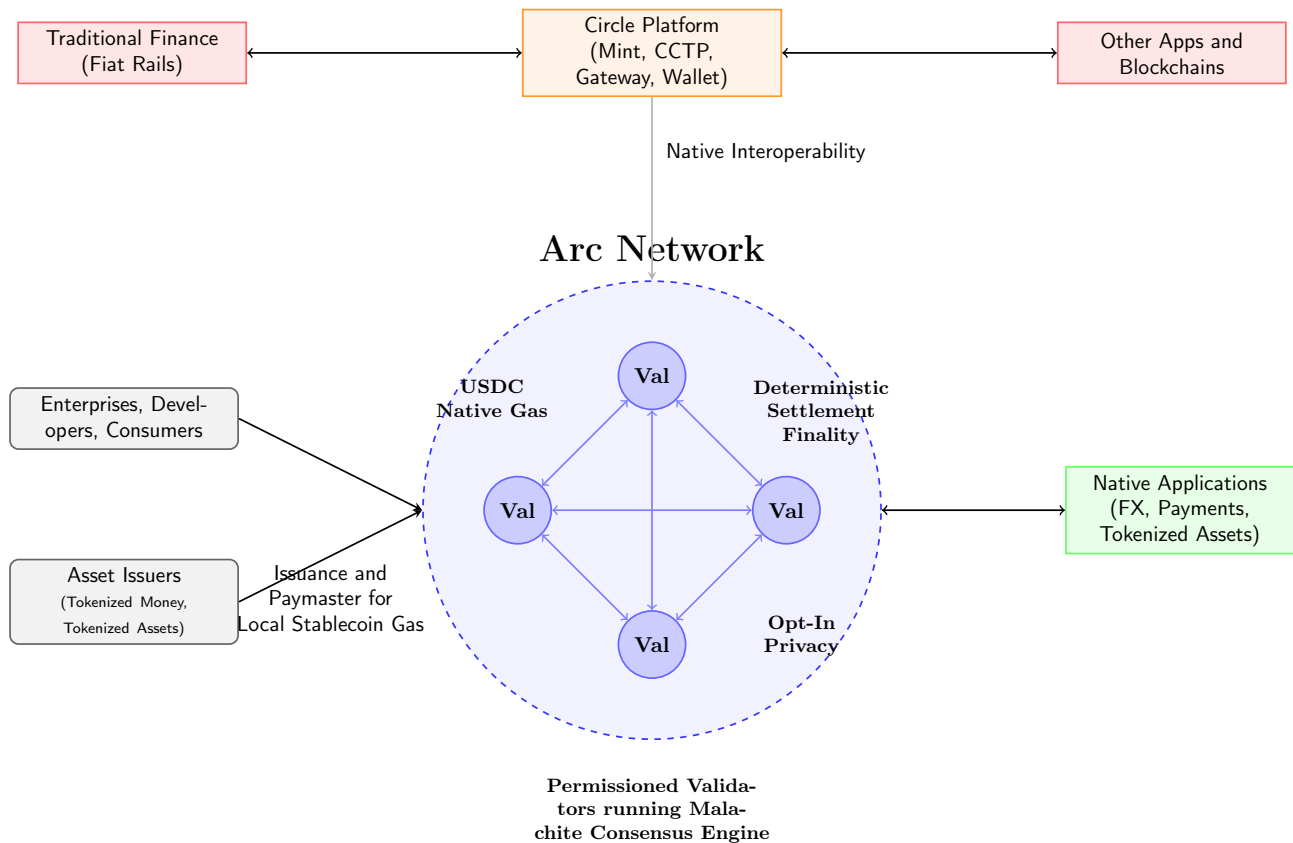 Traditional Finance
(Fiat Rails)
Circle Platform
(Mint, CCTP,
Gateway, Wallet)
Other Apps and
Blockchains
Native Interoperability
Arc Network
Enterprises, Devel-
opers, Consumers
USDC
Native Gas
Val
Deterministic
Settlement
Finality
Val
Val
Native Applications
(FX, Payments,
Tokenized Assets)
Asset Issuers
(Tokenized Money,
Tokenized Assets)
Issuance and
Paymaster for
Local Stablecoin Gas
Val
Opt-In
Privacy
Permissioned Valida-
tors running Mala-
chite Consensus Engine